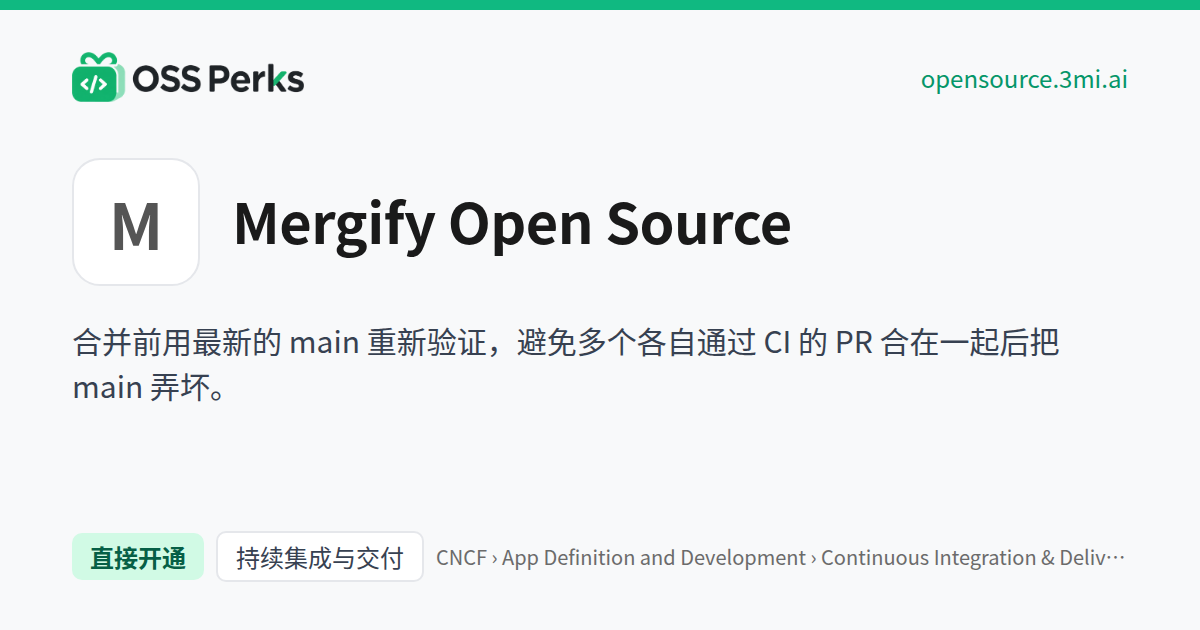 </> OSS Perks
opensource.3mi.ai
M
Mergify Open Source
合并前用最新的 main 重新验证，避免多个各自通过 CI 的 PR 合在一起后把
main 弄坏。
直接开通
持续集成与交付
CNCF › App Definition and Development › Continuous Integration & Deliv…